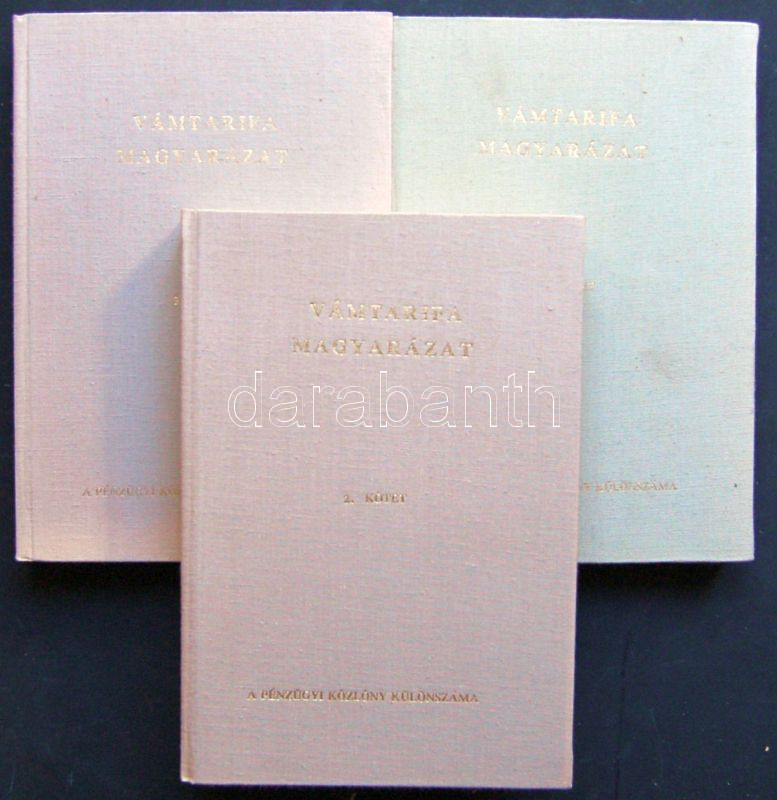 VÁMTARIFA
MAGYARÁZAT
A PÉNZÜGYI
VÁMTARIFA
MAGYARÁZAT
KÜLÖNSZÁMA
VÁMTARIFA
MAGYARÁZAT
darabanth
2. KÖTET
A PÉNZÜGYI KÖZLÖNY KÜLÖNSZÁMA